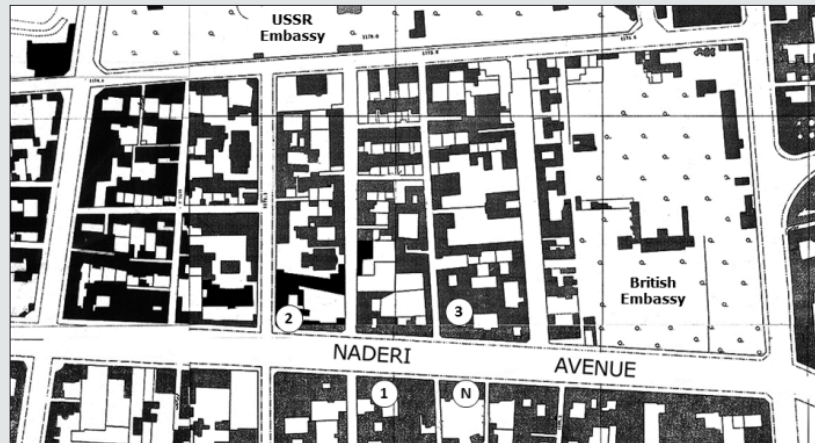 USSR
Embassy
British
Embassy
2
3
NADERI AVENUE
1
N